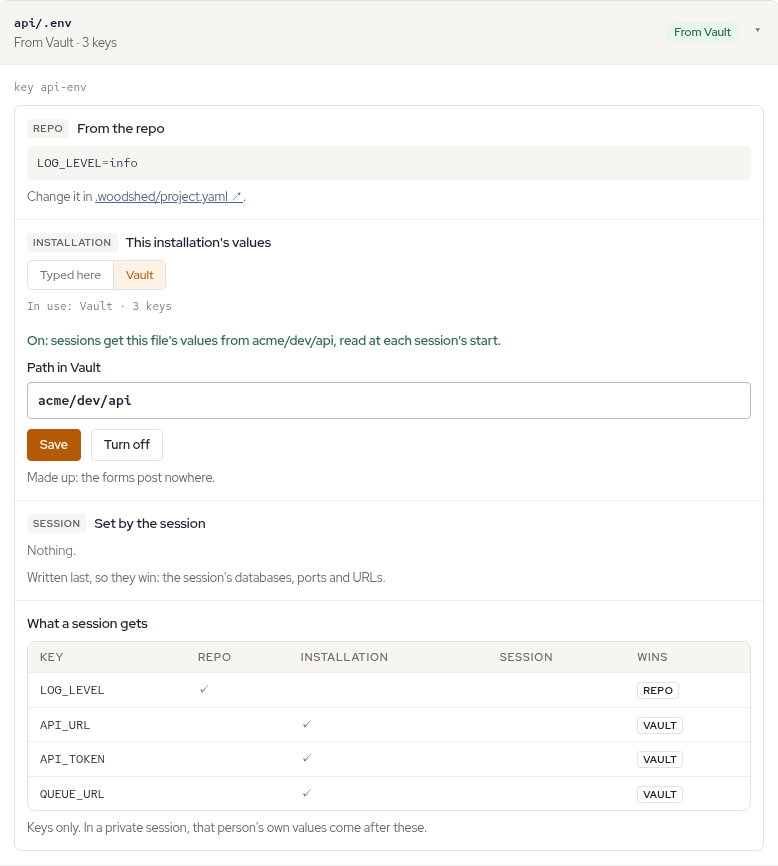 api/.env
From Vault · 3 keys
From Vault
key api-env
REPO From the repo
LOG_LEVEL=info
Change it in .woodshed/project.yaml ↗.
INSTALLATION This installation's values
Typed here Vault
In use: Vault · 3 keys
On: sessions get this file's values from acme/dev/api, read at each session's start.
Path in Vault
acme/dev/api
Save Turn off
Made up: the forms post nowhere.
SESSION Set by the session
Nothing.
Written last, so they win: the session's databases, ports and URLs.
What a session gets
KEY REPO INSTALLATION SESSION WINS
LOG_LEVEL ✓ REPO
API_URL ✓ VAULT
API_TOKEN ✓ VAULT
QUEUE_URL ✓ VAULT
Keys only. In a private session, that person's own values come after these.